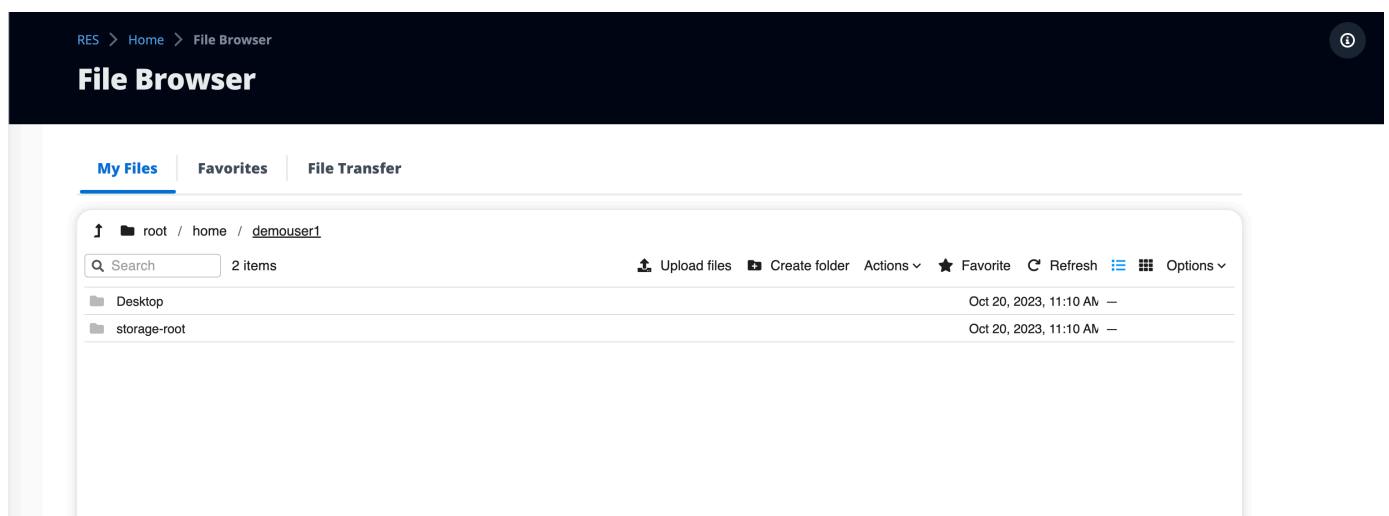 RES > Home > File Browser
File Browser
My Files Favorites File Transfer
root / home / demouser1
Search 2 items Upload files Create folder Actions Favorite Refresh Options
Desktop Oct 20, 2023, 11:10 AM —
storage-root Oct 20, 2023, 11:10 AM —